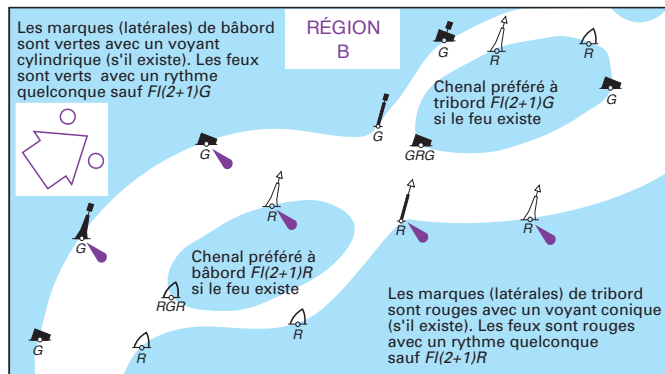 Les marques (latérales) de bâbord
sont vertes avec un voyant
cylindrique (s'il existe). Les feux
sont verts avec un rythme
quelconque sauf Fl(2+1)G
RÉGION
B
G
R
R
Chenal préféré à
tribord Fl(2+1)G
si le feu existe
G
G
G
GRG
R
R
R
G
Chenal préféré à
bâbord Fl(2+1)R
si le feu existe
RGR
R
G
R
Les marques (latérales) de tribord
sont rouges avec un voyant conique
(s'il existe). Les feux sont rouges
avec un rythme quelconque
sauf Fl(2+1)R